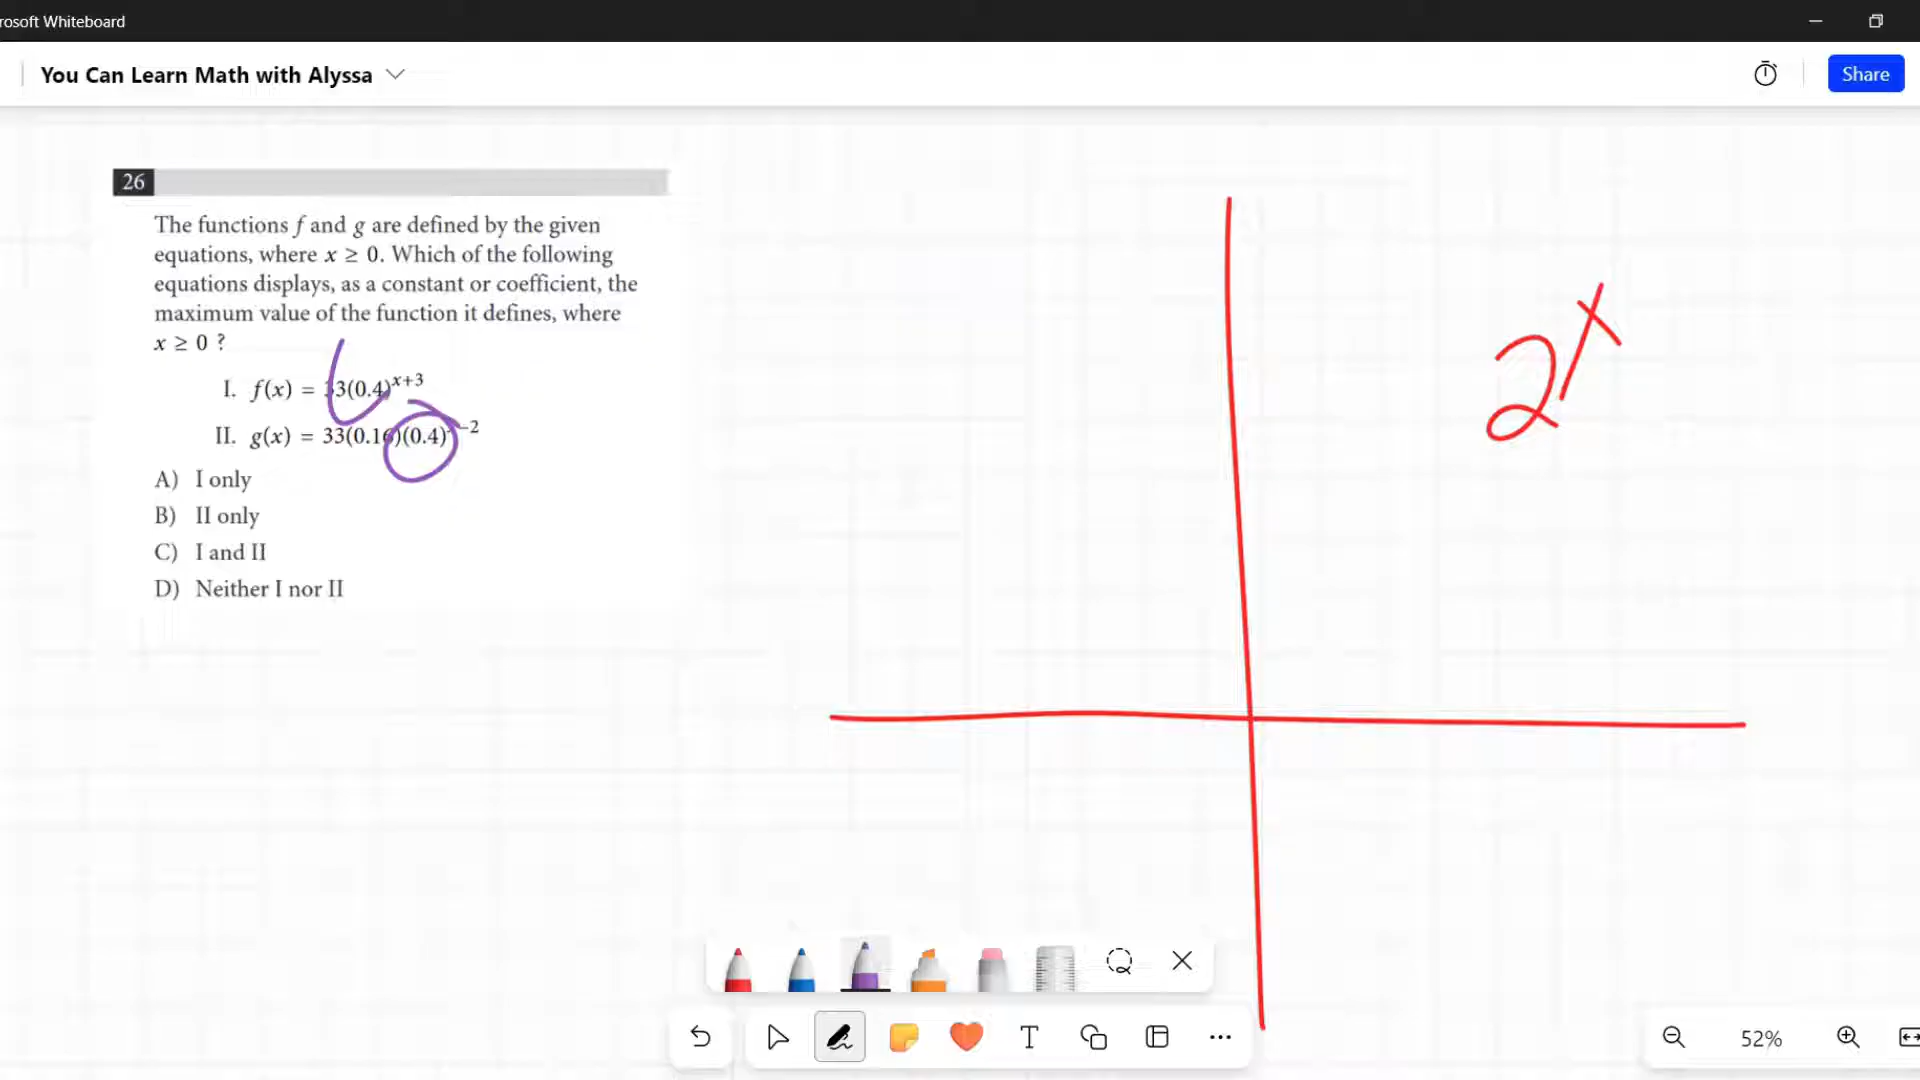 rosoft Whiteboard
You Can Learn Math with Alyssa
Share
26
The functions f and g are defined by the given
equations, where x ≥ 0. Which of the following
equations displays, as a constant or coefficient, the
maximum value of the function it defines, where
x ≥ 0 ?
I. f(x) = 33(0.4)^{x+3}
II. g(x) = 33(0.16)(0.4)^{x−2}
A) I only
B) II only
C) I and II
D) Neither I nor II
2^x
52%